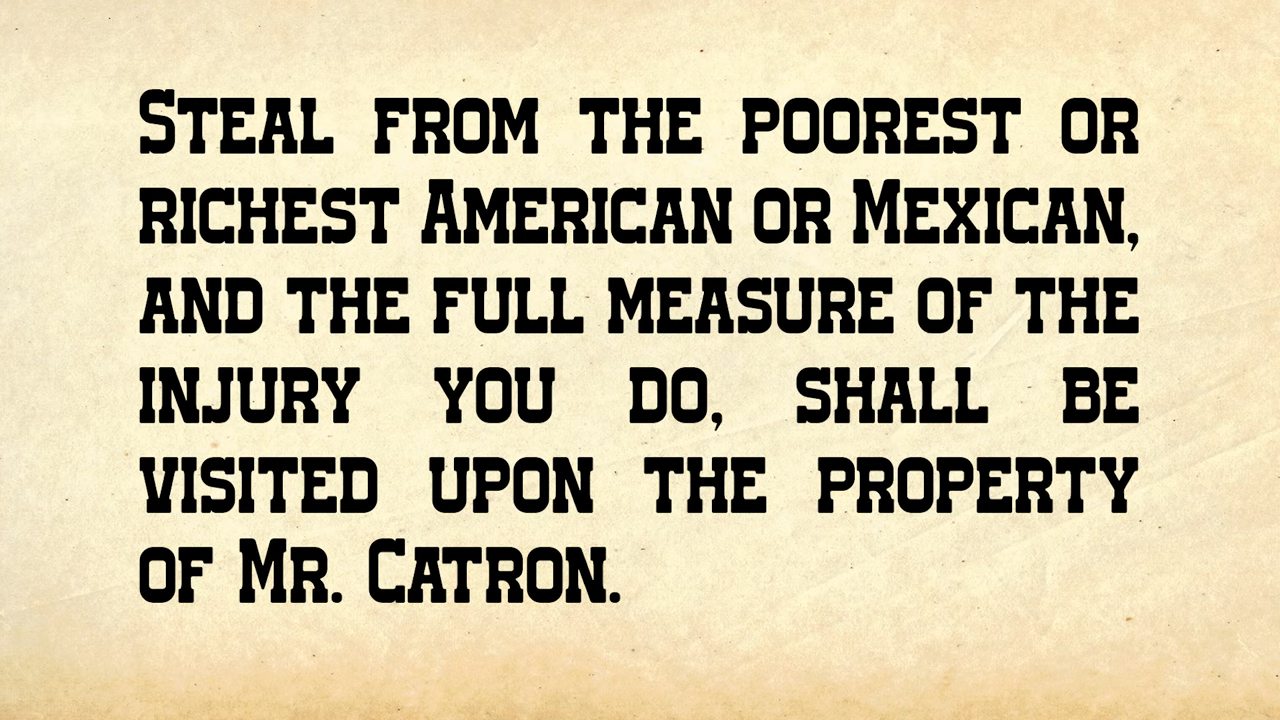 Steal from the poorest or
richest American or Mexican,
and the full measure of the
injury you do, shall be
visited upon the property
of Mr. Catron.